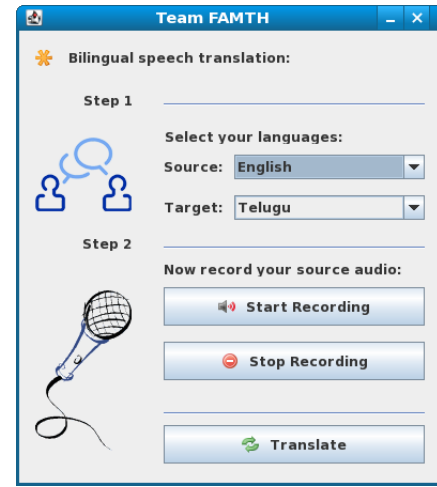 Team FAMTH
Bilingual speech translation:
Step 1
Select your languages:
Source: English
Target: Telugu
Step 2
Now record your source audio:
Start Recording
Stop Recording
Translate